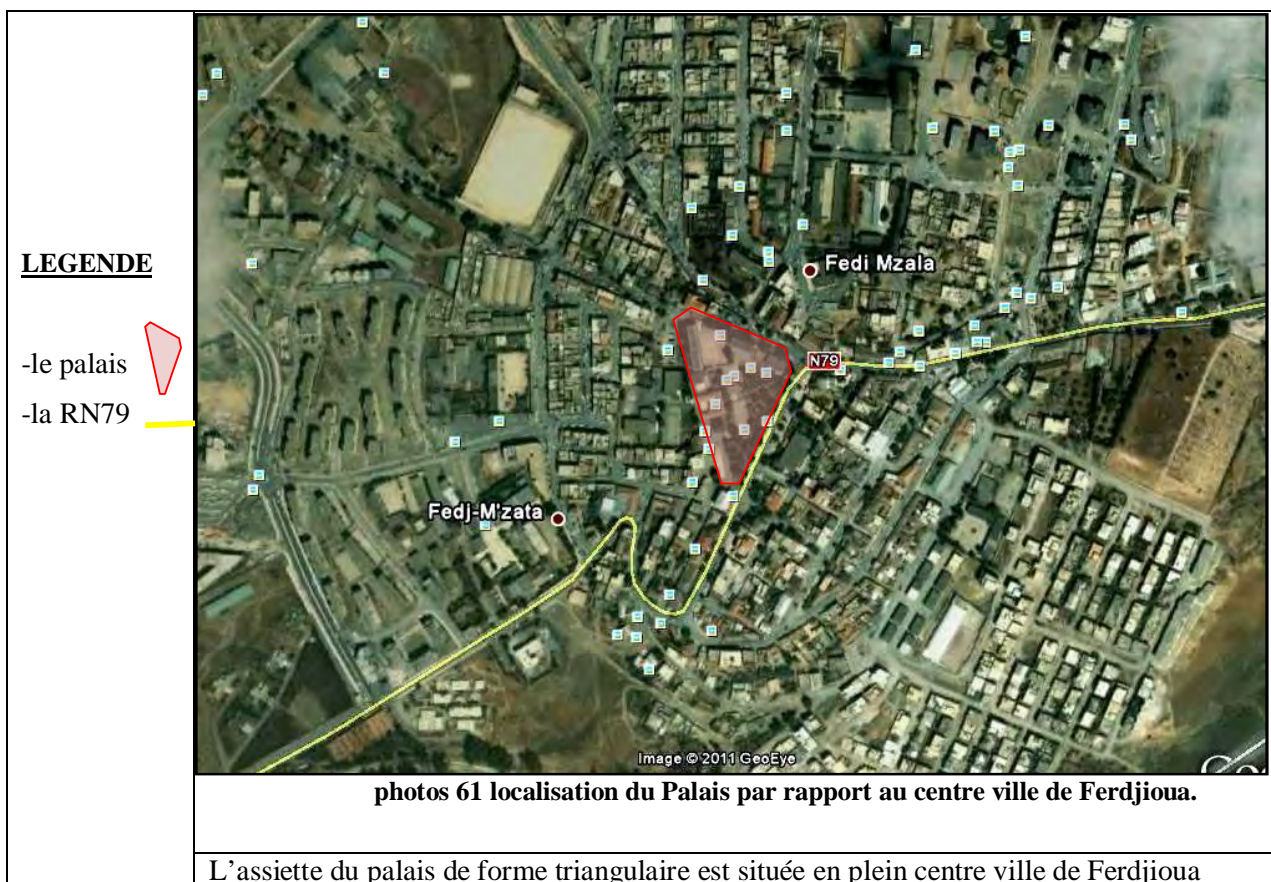 LEGENDE
-le palais
-la RN79
Fedi Mzala
N79
Fedj-M'zata
Image © 2011 GeoEye
photos 61 localisation du Palais par rapport au centre ville de Ferdjioua.
L'assiette du palais de forme triangulaire est située en plein centre ville de Ferdjioua